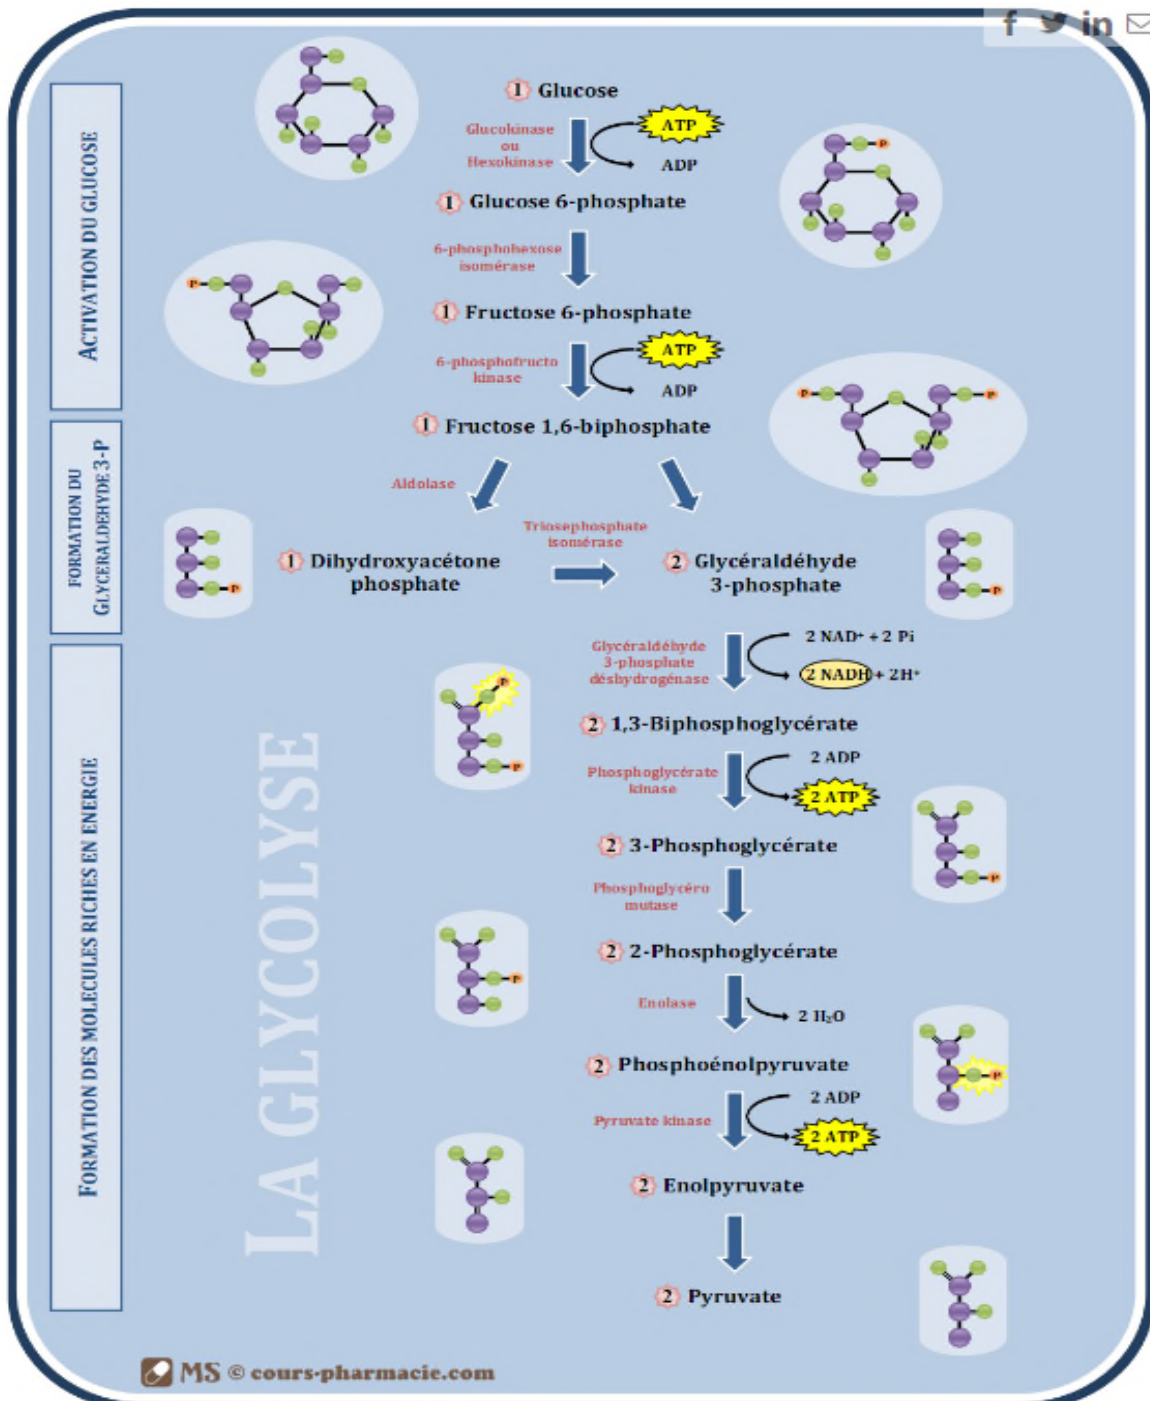 f in
ACTIVATION DU GLUCOSE
1 Glucose
Glucokinase
ou
Hexokinase
ATP
ADP
1 Glucose 6-phosphate
P
6-phosphohexose
isomérase
P
1 Fructose 6-phosphate
6-phosphofructo
kinase
ATP
ADP
1 Fructose 1,6-biphosphate
P P
FORMATION DU
GLYCERALDEHYDE 3-P
Aldolase
Triosephosphate
isomérase
1 Dihydroxyacétone
phosphate
2 Glycéraldéhyde
3-phosphate
P
P
FORMATION DES MOLECULES RICHES EN ENERGIE
LA GLYCOLYSE
Glycéraldéhyde
3-phosphate
déshydrogénase
2 NAD⁺ + 2 Pi
2 NADH + 2H⁺
P
P
2 1,3-Biphosphoglycérate
Phosphoglycérate
kinase
2 ADP
2 ATP
2 3-Phosphoglycérate
P
Phosphoglycéro
mutase
2 2-Phosphoglycérate
P
Enolase
2 H₂O
2 Phosphoénolpyruvate
P
Pyruvate kinase
2 ADP
2 ATP
2 Enolpyruvate
2 Pyruvate
MS © cours-pharmacie.com